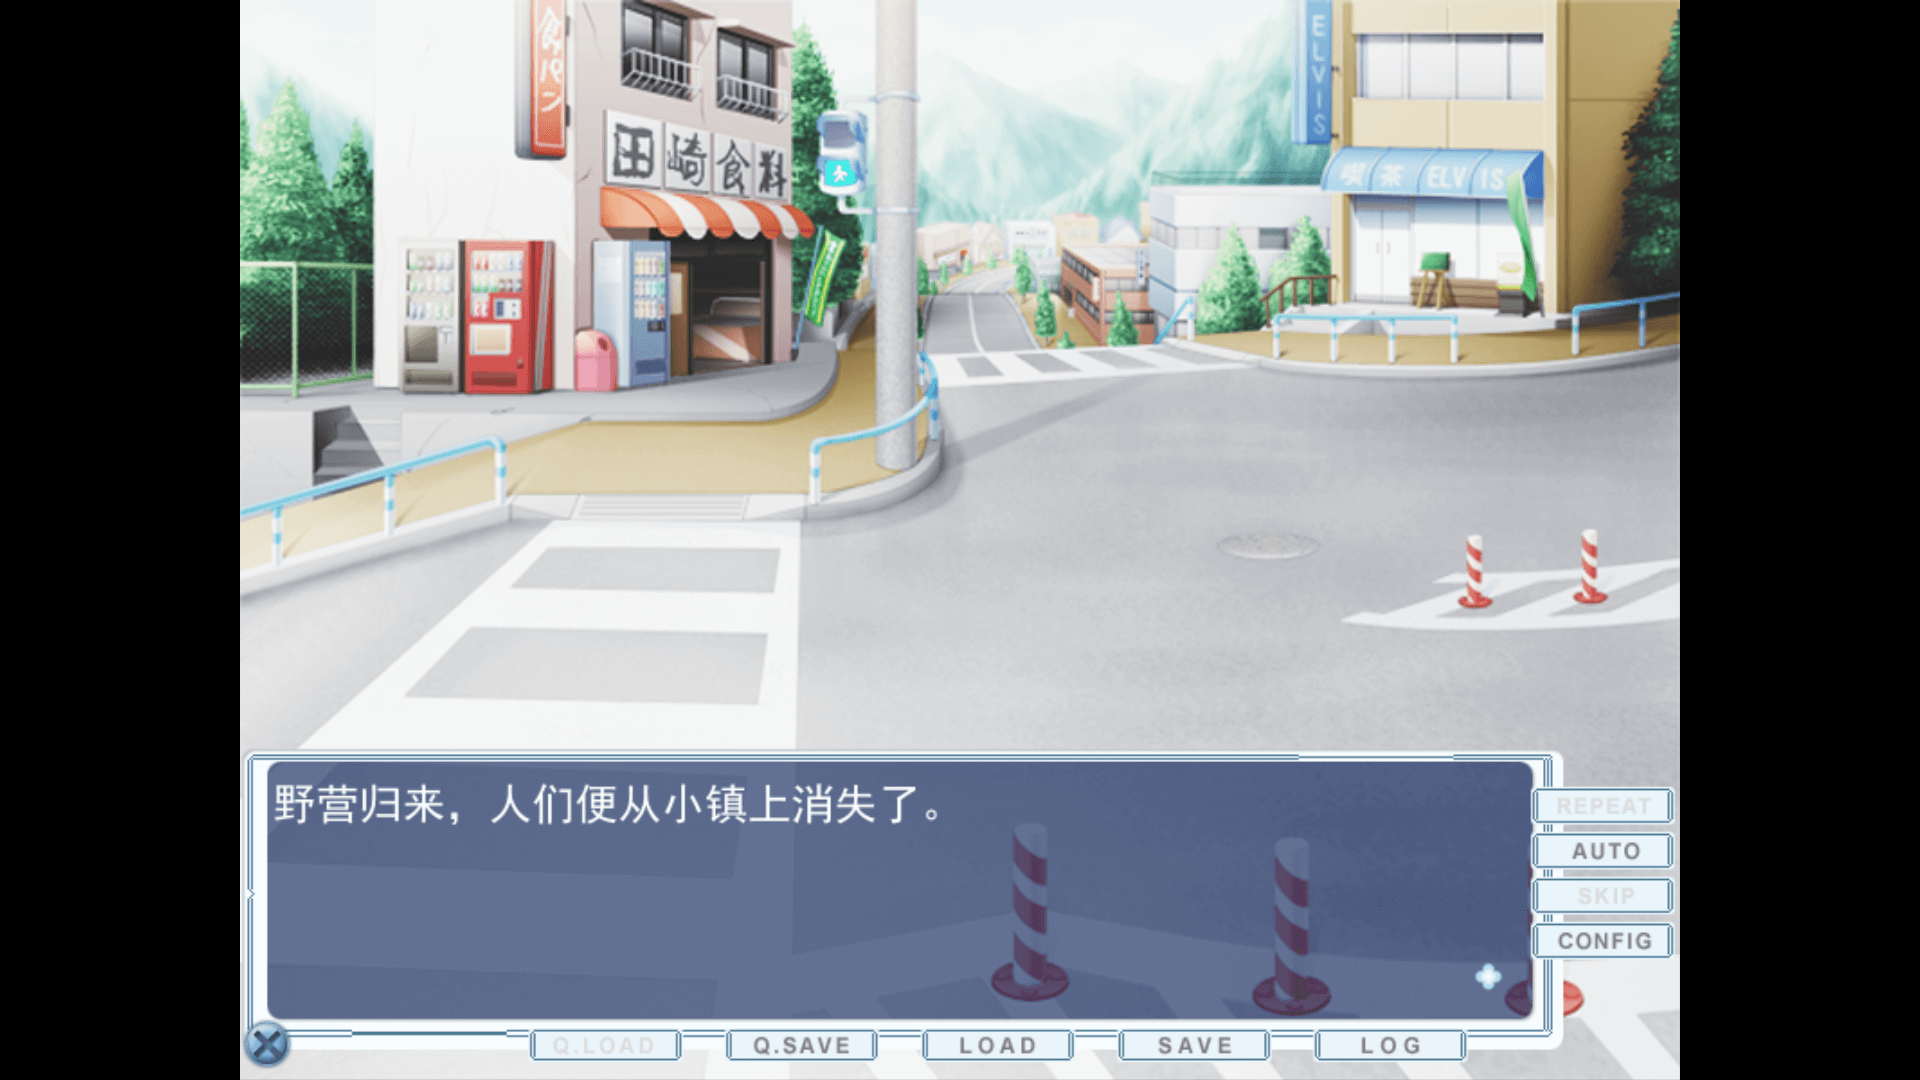 食パン
田崎食料
ELVIS
喫茶 ELVIS
野营归来，人们便从小镇上消失了。
REPEAT
AUTO
SKIP
CONFIG
Q.LOAD
Q.SAVE
LOAD
SAVE
LOG